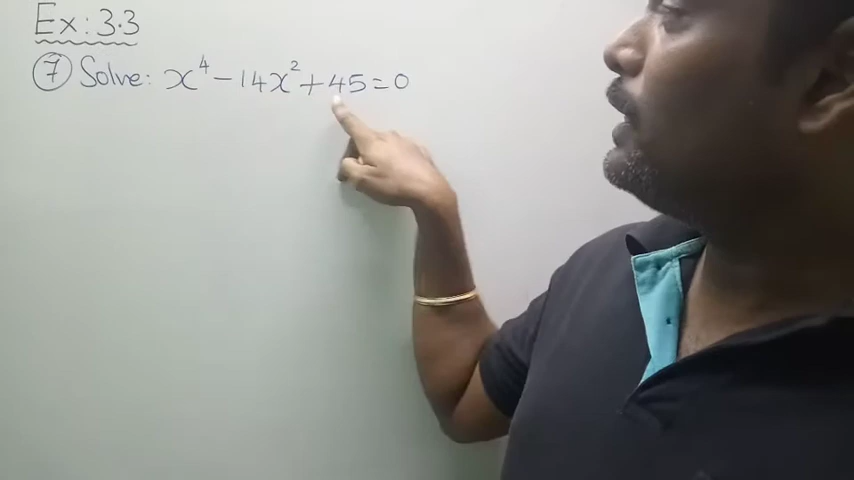 Ex: 3.3
⑦ Solve: x⁴ - 14x² + 45 = 0